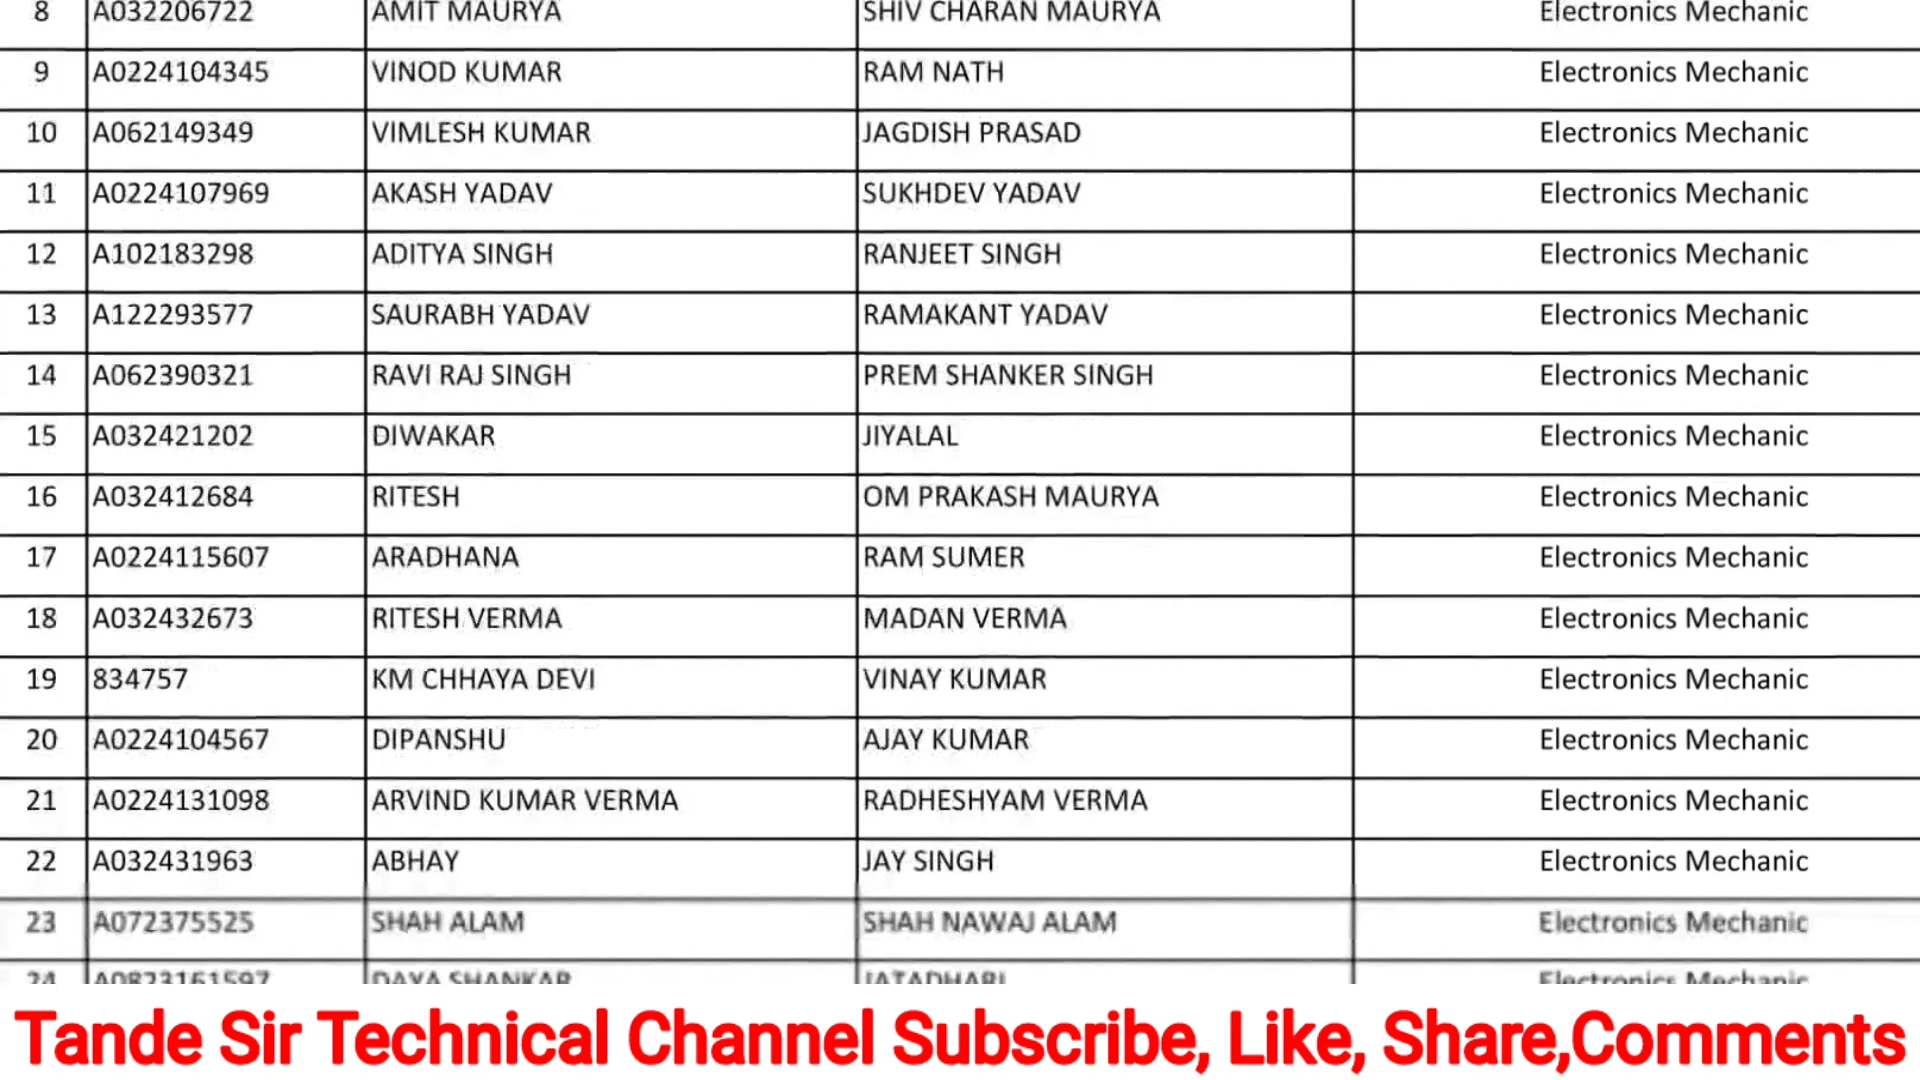 8 A032206722 AMIT MAURYA SHIV CHARAN MAURYA Electronics Mechanic
9 A0224104345 VINOD KUMAR RAM NATH Electronics Mechanic
10 A062149349 VIMLESH KUMAR JAGDISH PRASAD Electronics Mechanic
11 A0224107969 AKASH YADAV SUKHDEV YADAV Electronics Mechanic
12 A102183298 ADITYA SINGH RANJEET SINGH Electronics Mechanic
13 A122293577 SAURABH YADAV RAMAKANT YADAV Electronics Mechanic
14 A062390321 RAVI RAJ SINGH PREM SHANKER SINGH Electronics Mechanic
15 A032421202 DIWAKAR JIYALAL Electronics Mechanic
16 A032412684 RITESH OM PRAKASH MAURYA Electronics Mechanic
17 A0224115607 ARADHANA RAM SUMER Electronics Mechanic
18 A032432673 RITESH VERMA MADAN VERMA Electronics Mechanic
19 834757 KM CHHAYA DEVI VINAY KUMAR Electronics Mechanic
20 A0224104567 DIPANSHU AJAY KUMAR Electronics Mechanic
21 A0224131098 ARVIND KUMAR VERMA RADHESHYAM VERMA Electronics Mechanic
22 A032431963 ABHAY JAY SINGH Electronics Mechanic
23 A072375525 SHAH ALAM SHAH NAWAJ ALAM Electronics Mechanic
24 A0823161597 DAYA SHANKAR JATADHARI Electronics Mechanic
Tande Sir Technical Channel Subscribe, Like, Share,Comments